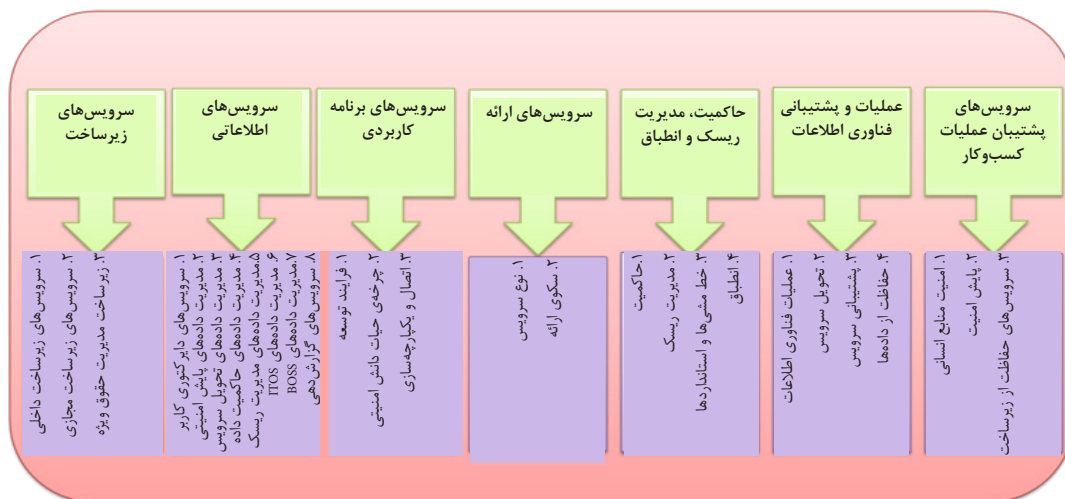 سرویس‌های
پشتیبان عملیات
کسب‌وکار
۱. امنیت منابع انسانی
۲. پایش امنیت
۳. سرویس‌های حفاظت از زیرساخت
عملیات و پشتیبانی
فناوری اطلاعات
۱. عملیات فناوری اطلاعات
۲. تحویل سرویس
۳. پشتیبانی سرویس
۴. حفاظت از داده‌ها
حاکمیت، مدیریت
ریسک و انطباق
۱.حاکمیت
۲. مدیریت ریسک
۳. خط مشی‌ها و استانداردها
۴. انطباق
سرویس‌های ارائه
۱. نوع سرویس
۲. سکوی ارائه
سرویس‌های برنامه
کاربردی
۱. فرایند توسعه
۲. چرخه‌ی حیات دانش امنیتی
۳. اتصال و یکپارچه‌سازی
سرویس‌های
اطلاعاتی
۱. سرویس‌های دایرکتوری کاربر
۲. مدیریت داده‌های پایش امنیتی
۳. مدیریت داده‌های تحویل سرویس
۴. مدیریت داده‌های حاکمیت داده
۵.مدیریت داده‌های مدیریت ریسک
۶. مدیریت داده‌های ITOS
۷.مدیریت داده‌های BOSS
۸. سرویس‌های گزارش‌دهی
سرویس‌های
زیرساخت
۱. سرویس‌های زیرساخت داخلی
۲. سرویس‌های زیرساخت مجازی
۳. زیرساخت مدیریت حقوق ویژه